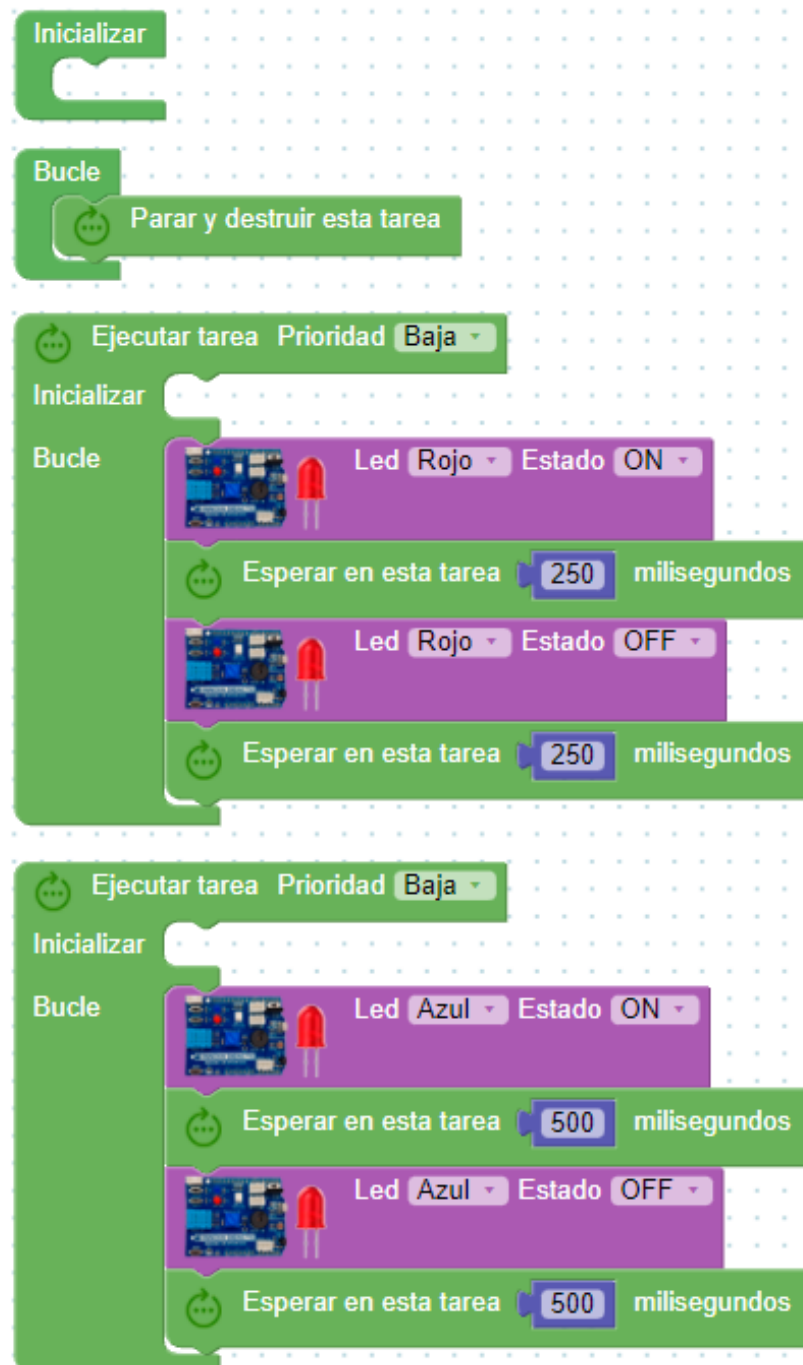 Inicializar
Bucle
Parar y destruir esta tarea
Ejecutar tarea Prioridad Baja
Inicializar
Bucle
Led Rojo Estado ON
Esperar en esta tarea 250 milisegundos
Led Rojo Estado OFF
Esperar en esta tarea 250 milisegundos
Ejecutar tarea Prioridad Baja
Inicializar
Bucle
Led Azul Estado ON
Esperar en esta tarea 500 milisegundos
Led Azul Estado OFF
Esperar en esta tarea 500 milisegundos